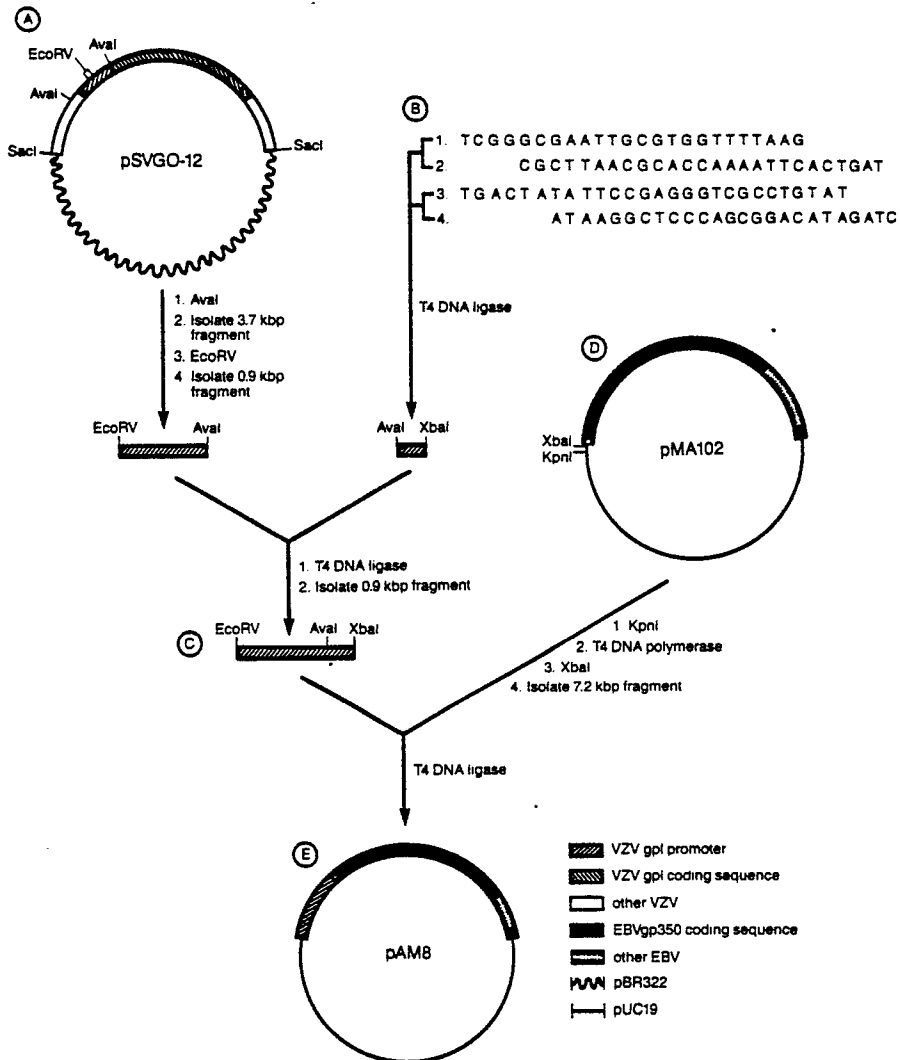 A
AvaI
EcoRV
AvaI
SacI
SacI
pSVGO-12
1. AvaI
2. Isolate 3.7 kbp
fragment
3. EcoRV
4 Isolate 0.9 kbp
fragment
EcoRV AvaI
B
1. TCGGGCGAATTGCGTGGTTTTAAG
2 CGCTTAACGCACCAAAATTCACTGAT
3. TGACTATATTCCGAGGGTCGCCTGTAT
4. ATAAGGCTCCCAGCGGACATAGATC
T4 DNA ligase
AvaI XbaI
D
XbaI
KpnI
pMA102
1. T4 DNA ligase
2. Isolate 0.9 kbp fragment
C
EcoRV AvaI XbaI
1 KpnI
2. T4 DNA polymerase
3. XbaI
4. Isolate 7.2 kbp fragment
T4 DNA ligase
E
pAM8
VZV gpI promoter
VZV gpI coding sequence
other VZV
EBVgp350 coding sequence
other EBV
pBR322
pUC19